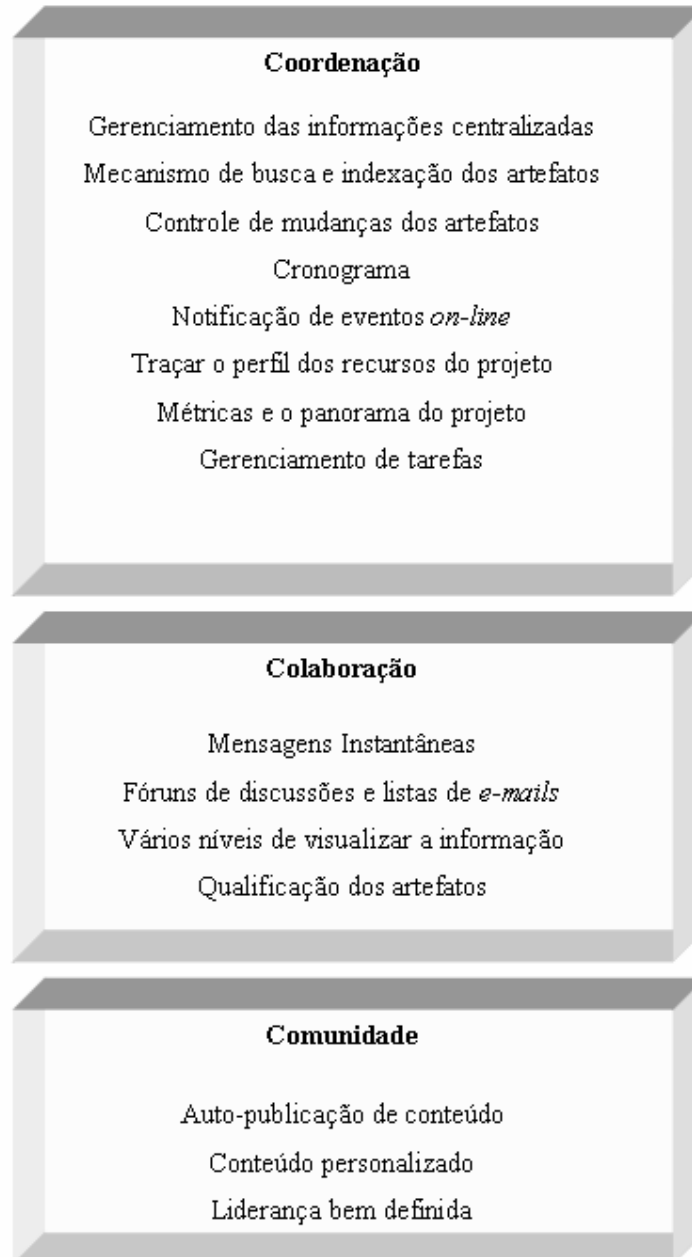 Coordenação
Gerenciamento das informações centralizadas
Mecanismo de busca e indexação dos artefatos
Controle de mudanças dos artefatos
Cronograma
Notificação de eventos on-line
Traçar o perfil dos recursos do projeto
Métricas e o panorama do projeto
Gerenciamento de tarefas
Colaboração
Mensagens Instantâneas
Fóruns de discussões e listas de e-mails
Vários níveis de visualizar a informação
Qualificação dos artefatos
Comunidade
Auto-publicação de conteúdo
Conteúdo personalizado
Liderança bem definida